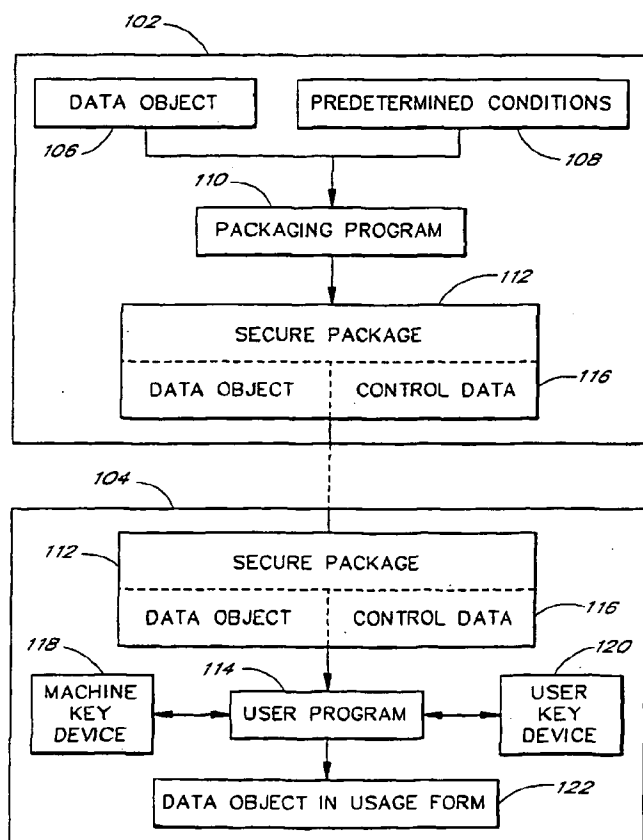 102
DATA OBJECT
PREDETERMINED CONDITIONS
106
108
110
PACKAGING PROGRAM
112
SECURE PACKAGE
DATA OBJECT
CONTROL DATA
116
104
112
SECURE PACKAGE
DATA OBJECT
CONTROL DATA
116
118
114
120
MACHINE
KEY
DEVICE
USER PROGRAM
USER
KEY
DEVICE
DATA OBJECT IN USAGE FORM
122